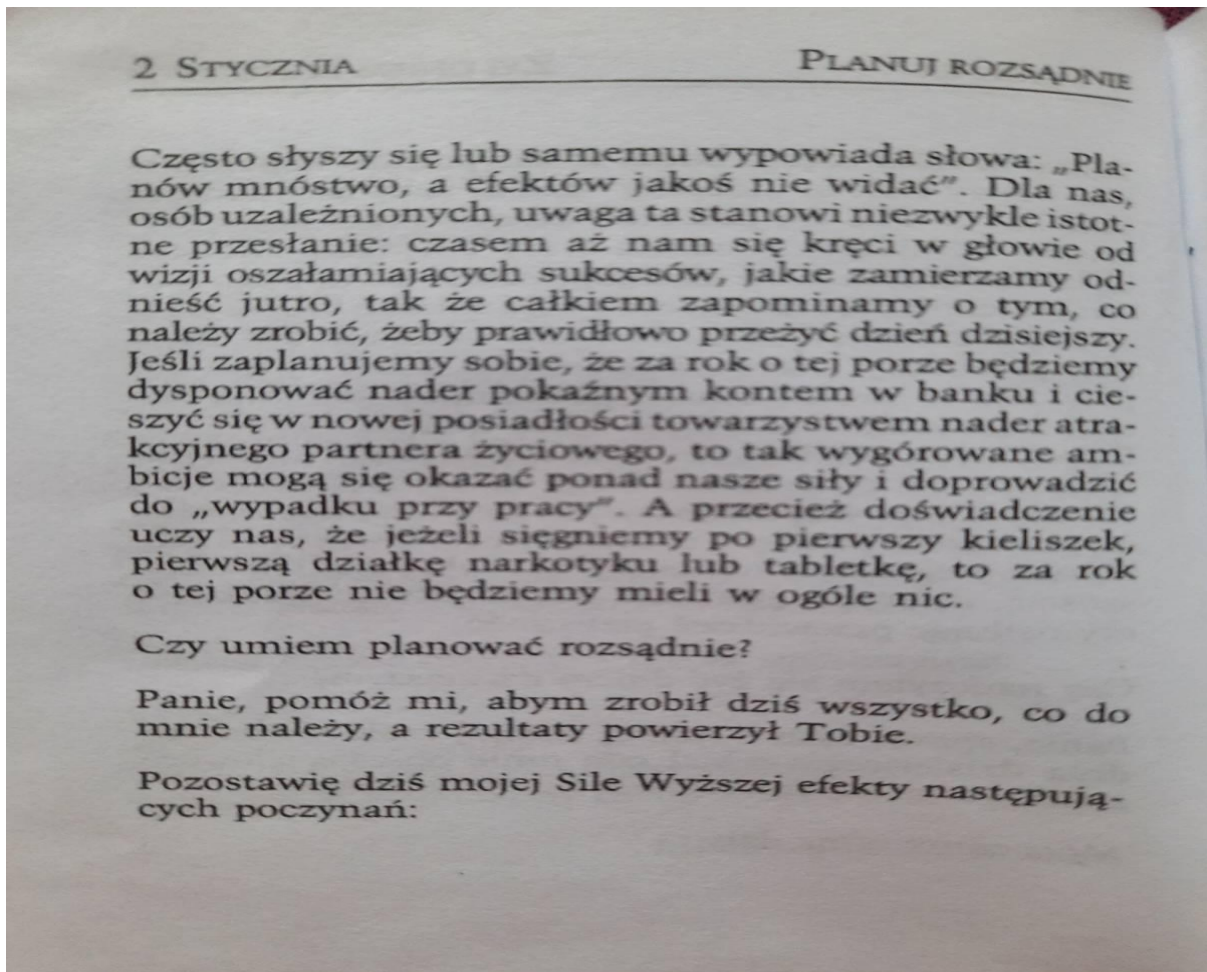 2 STYCZNIA PLANUJ ROZSĄDNIE
Często słyszy się lub samemu wypowiada słowa: „Pla-
nów mnóstwo, a efektów jakoś nie widać”. Dla nas,
osób uzależnionych, uwaga ta stanowi niezwykle istot-
ne przesłanie: czasem aż nam się kręci w głowie od
wizji oszałamiających sukcesów, jakie zamierzamy od-
nieść jutro, tak że całkiem zapominamy o tym, co
należy zrobić, żeby prawidłowo przeżyć dzień dzisiejszy.
Jeśli zaplanujemy sobie, że za rok o tej porze będziemy
dysponować nader pokaźnym kontem w banku i cie-
szyć się w nowej posiadłości towarzystwem nader atra-
kcyjnego partnera życiowego, to tak wygórowane am-
bicje mogą się okazać ponad nasze siły i doprowadzić
do „wypadku przy pracy”. A przecież doświadczenie
uczy nas, że jeżeli sięgniemy po pierwszy kieliszek,
pierwszą działkę narkotyku lub tabletkę, to za rok
o tej porze nie będziemy mieli w ogóle nic.
Czy umiem planować rozsądnie?
Panie, pomóż mi, abym zrobił dziś wszystko, co do
mnie należy, a rezultaty powierzył Tobie.
Pozostawię dziś mojej Sile Wyższej efekty następują-
cych poczynań: